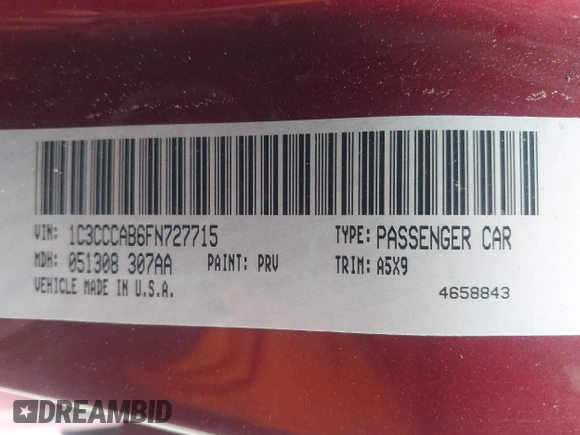 VIN: 1C3CCCAB6FN727715 TYPE: PASSENGER CAR
MDH: 051308 307AA PAINT: PRV TRIM: A5X9
VEHICLE MADE IN U.S.A. 4658843
DREAMBID